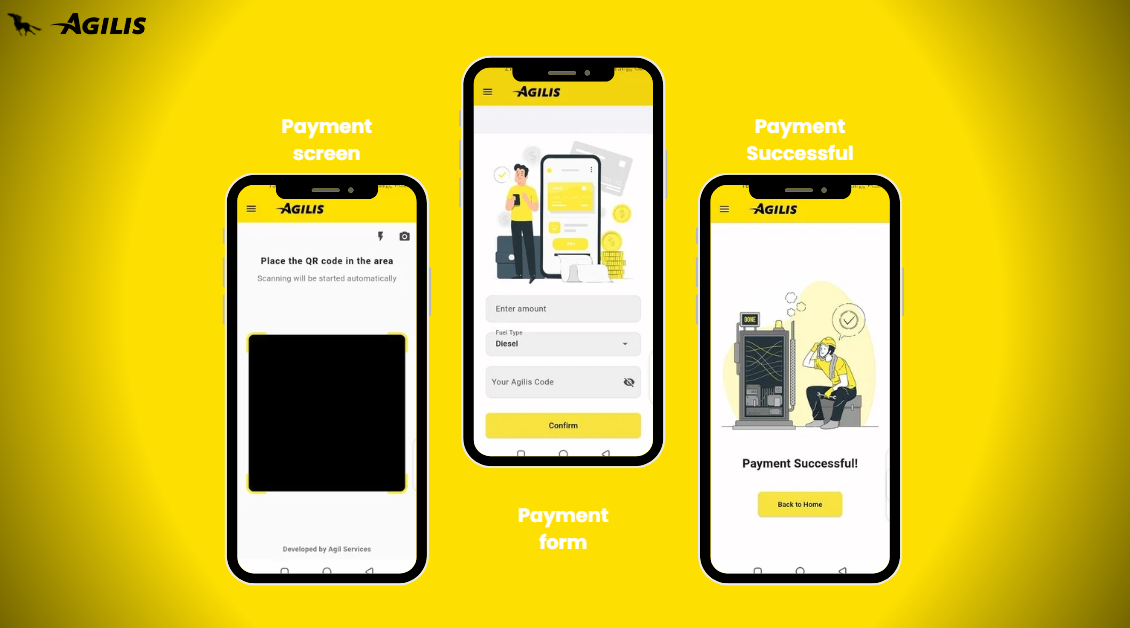 AGILIS
Payment
screen
AGILIS
Place the QR code in the area
Scanning will be started automatically
Developed by Agil Services
AGILIS
Enter amount
Fuel Type
Diesel
Your Agilis Code
Confirm
Payment
form
Payment
Successful
AGILIS
DONE
Payment Successful!
Back to Home